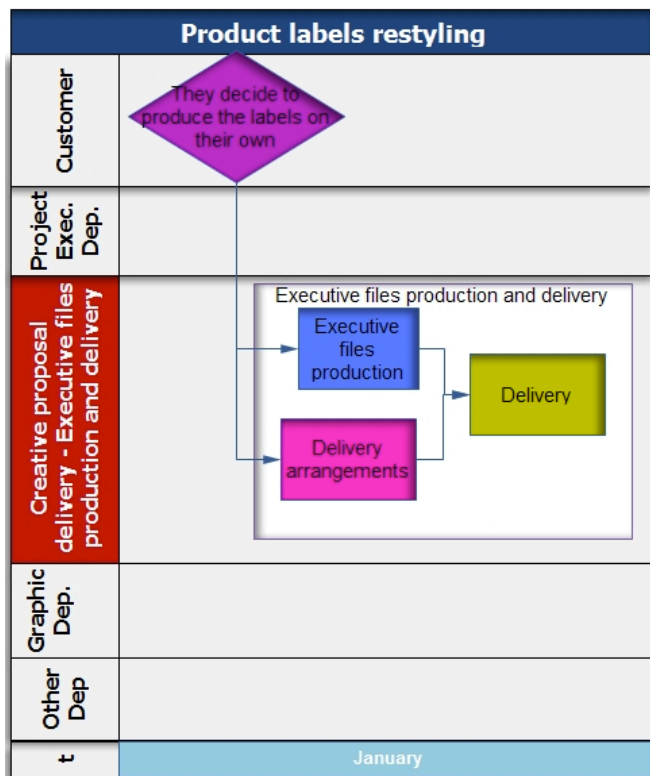 Product labels restyling
Customer
They decide to
produce the labels on
their own
Project
Exec.
Dep.
Creative proposal
delivery - Executive files
production and delivery
Executive files production and delivery
Executive
files
production
Delivery
Delivery
arrangements
Graphic
Dep.
Other
Dep
t
January